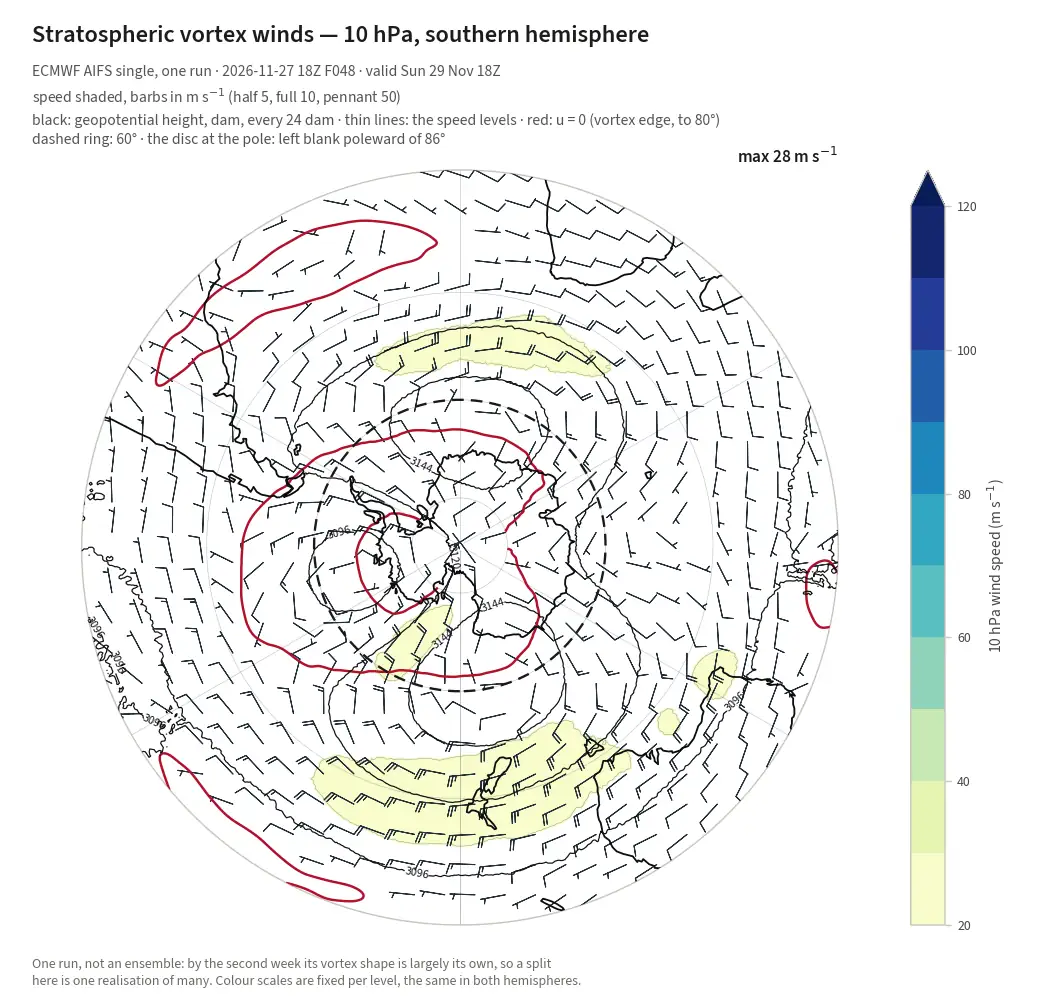 Stratospheric vortex winds — 10 hPa, southern hemisphere
ECMWF AIFS single, one run · 2026-11-27 18Z F048 · valid Sun 29 Nov 18Z
speed shaded, barbs in m s⁻¹ (half 5, full 10, pennant 50)
black: geopotential height, dam, every 24 dam · thin lines: the speed levels · red: u = 0 (vortex edge, to 80°)
dashed ring: 60° · the disc at the pole: left blank poleward of 86°
max 28 m s⁻¹
120
100
80
60
40
20
10 hPa wind speed (m s⁻¹)
3144
3096
3120
3144
3144
3096
3096
3096
3096
3096
One run, not an ensemble: by the second week its vortex shape is largely its own, so a split
here is one realisation of many. Colour scales are fixed per level, the same in both hemispheres.